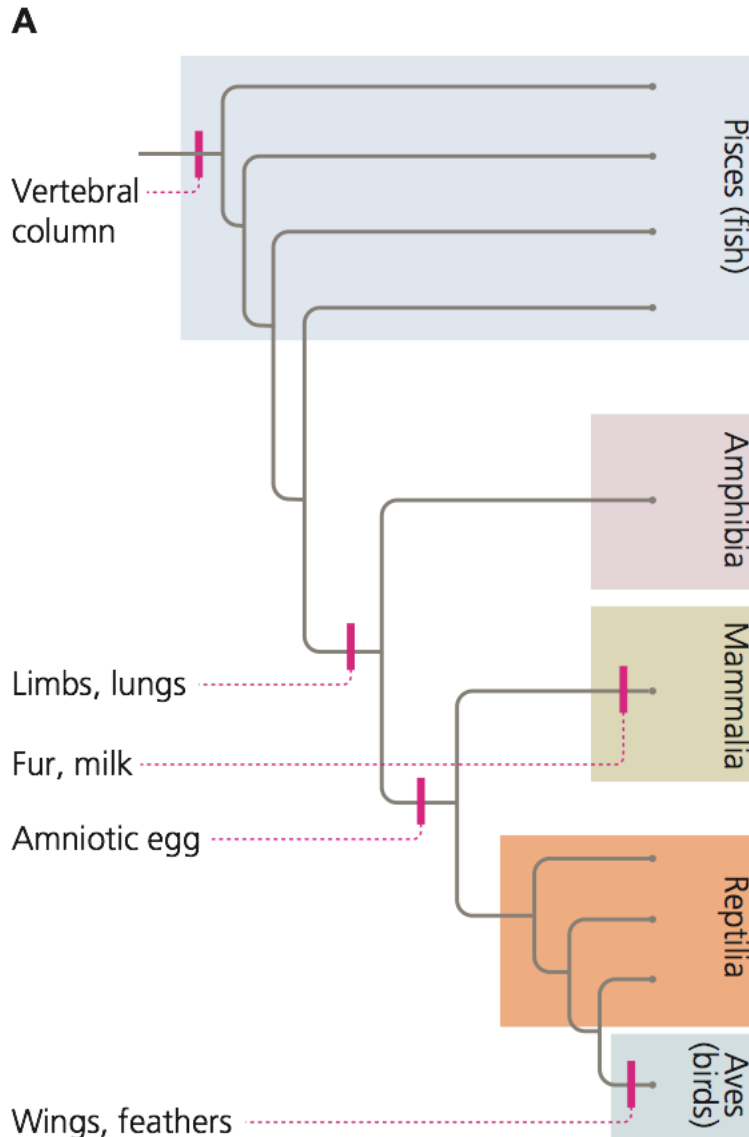 A
Pisces (fish)
Vertebral
column
Amphibia
Mammalia
Limbs, lungs
Fur, milk
Amniotic egg
Reptilia
Aves
(birds)
Wings, feathers